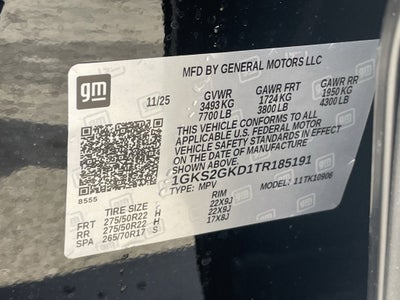 gm
MFD BY GENERAL MOTORS LLC
11/25 GVWR GAWR FRT GAWR RR
3493 KG 1724 KG 1950 KG
7700 LB 3800 LB 4300 LB
THIS VEHICLE CONFORMS TO ALL
APPLICABLE U.S. FEDERAL MOTOR
VEHICLE SAFETY STANDARDS IN EFFECT
ON THE DATE OF MANUFACTURE
SHOWN ABOVE.
1GKS2GKD1TR185191
TYPE: MPV MODEL: 11TK10906
8555
TIRE SIZE RIM
FRT 275/50R22 H 22X9J
RR 275/50R22 H 22X9J
SPA 265/70R17 S 17X8J